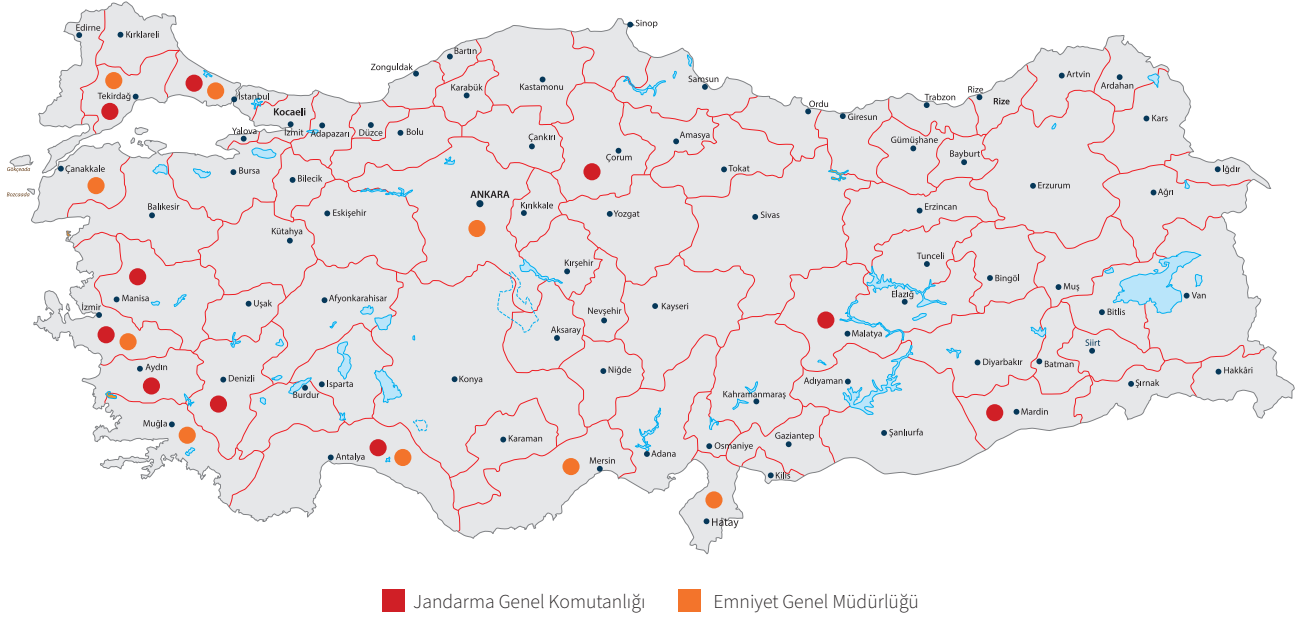 Sinop
Edirne
Kırklareli
Bartın
Zonguldak
Artvin
Samsun
Ardahan
Karabük
Kastamonu
Rize
Tekirdağ
İstanbul
Trabzon
Rize
Ordu
Kocaeli
Giresun
Kars
Yalova
İzmit
Adapazarı
Düzce
Bolu
Çankırı
Amasya
Gümüşhane
Çorum
Bayburt
Gökçeada
Çanakkale
Bursa
Tokat
Iğdır
Bilecik
Erzurum
Bozcaada
ANKARA
Ağrı
Balıkesir
Eskişehir
Kırıkkale
Yozgat
Sivas
Erzincan
Kütahya
Tunceli
Kırşehir
Bingöl
Muş
Manisa
Uşak
Afyonkarahisar
Elazığ
Van
İzmir
Nevşehir
Kayseri
Bitlis
Aksaray
Malatya
Siirt
Aydın
Diyarbakır
Batman
Denizli
Isparta
Konya
Niğde
Hakkâri
Burdur
Adıyaman
Şırnak
Kahramanmaraş
Mardin
Muğla
Karaman
Gaziantep
Şanlıurfa
Antalya
Osmaniye
Mersin
Adana
Kilis
Hatay
Jandarma Genel Komutanlığı
Emniyet Genel Müdürlüğü